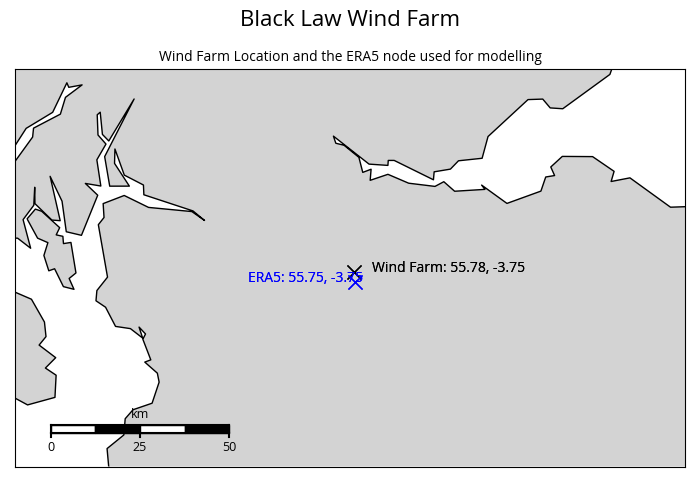 Black Law Wind Farm
Wind Farm Location and the ERA5 node used for modelling
Wind Farm: 55.78, -3.75
ERA5: 55.75, -3.75
km
0 25 50